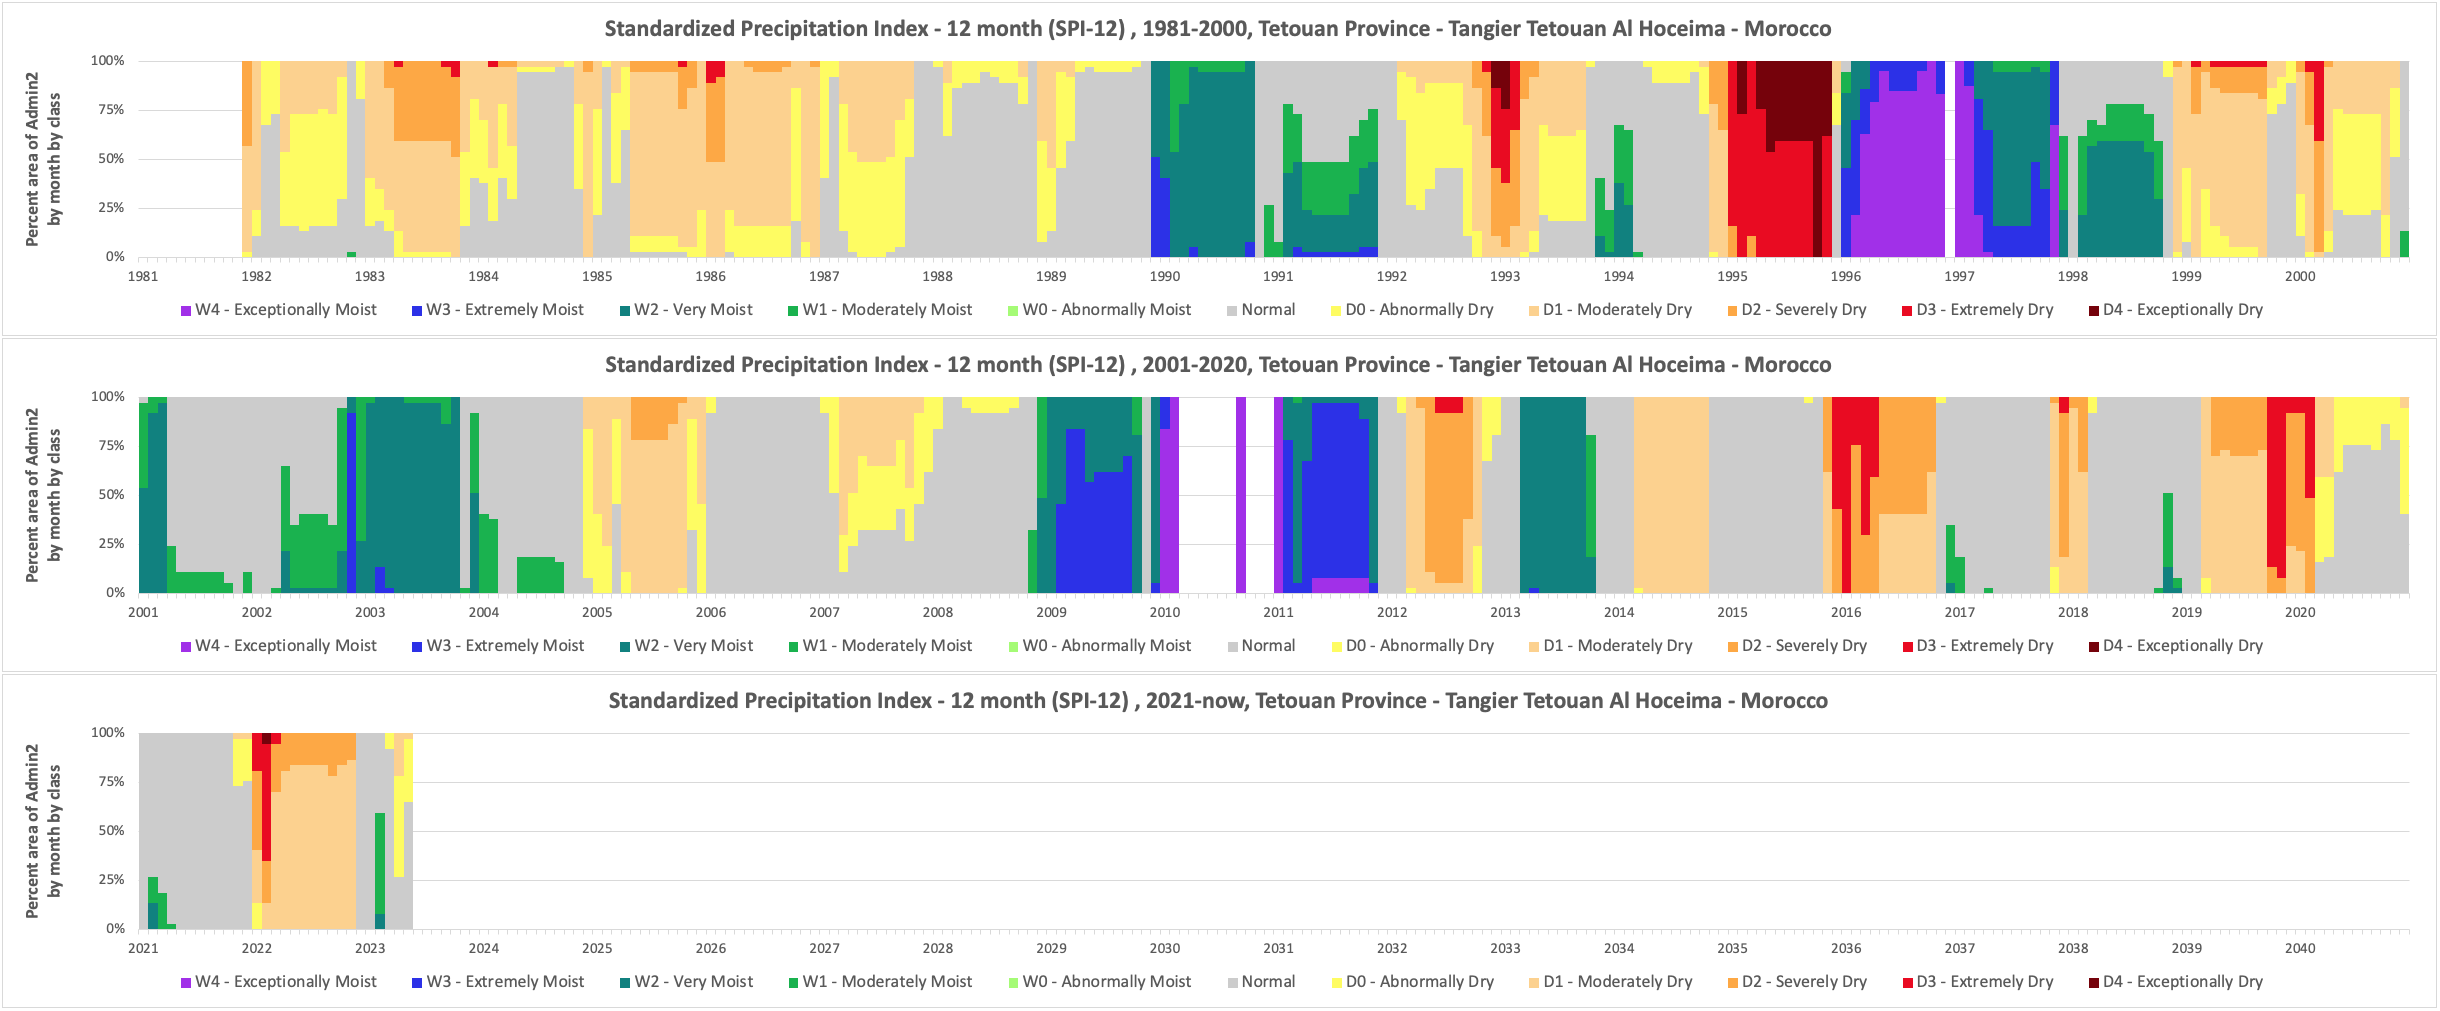 Standardized Precipitation Index - 12 month (SPI-12) , 1981-2000, Tetouan Province - Tangier Tetouan Al Hoceima - Morocco
Percent area of Admin2
by month by class
100%
75%
50%
25%
0%
1981 1982 1983 1984 1985 1986 1987 1988 1989 1990 1991 1992 1993 1994 1995 1996 1997 1998 1999 2000
W4 - Exceptionally Moist W3 - Extremely Moist W2 - Very Moist W1 - Moderately Moist W0 - Abnormally Moist Normal D0 - Abnormally Dry D1 - Moderately Dry D2 - Severely Dry D3 - Extremely Dry D4 - Exceptionally Dry
Standardized Precipitation Index - 12 month (SPI-12) , 2001-2020, Tetouan Province - Tangier Tetouan Al Hoceima - Morocco
Percent area of Admin2
by month by class
100%
75%
50%
25%
0%
2001 2002 2003 2004 2005 2006 2007 2008 2009 2010 2011 2012 2013 2014 2015 2016 2017 2018 2019 2020
W4 - Exceptionally Moist W3 - Extremely Moist W2 - Very Moist W1 - Moderately Moist W0 - Abnormally Moist Normal D0 - Abnormally Dry D1 - Moderately Dry D2 - Severely Dry D3 - Extremely Dry D4 - Exceptionally Dry
Standardized Precipitation Index - 12 month (SPI-12) , 2021-now, Tetouan Province - Tangier Tetouan Al Hoceima - Morocco
Percent area of Admin2
by month by class
100%
75%
50%
25%
0%
2021 2022 2023 2024 2025 2026 2027 2028 2029 2030 2031 2032 2033 2034 2035 2036 2037 2038 2039 2040
W4 - Exceptionally Moist W3 - Extremely Moist W2 - Very Moist W1 - Moderately Moist W0 - Abnormally Moist Normal D0 - Abnormally Dry D1 - Moderately Dry D2 - Severely Dry D3 - Extremely Dry D4 - Exceptionally Dry